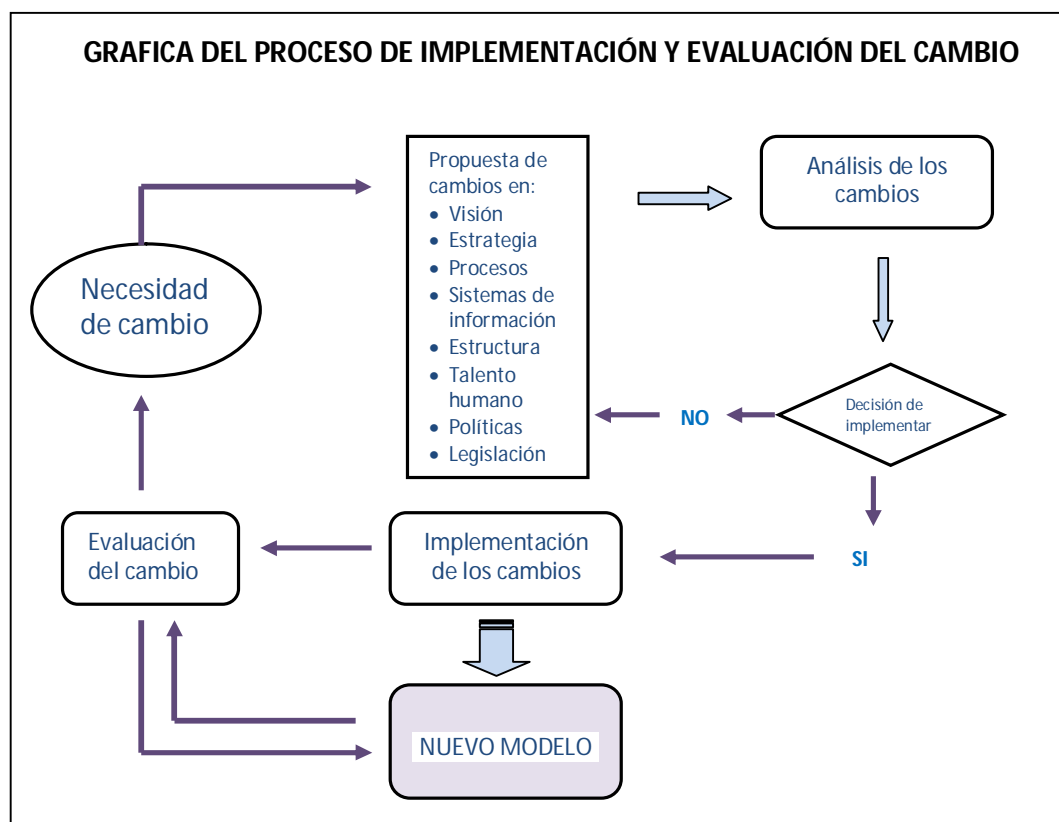 GRAFICA DEL PROCESO DE IMPLEMENTACIÓN Y EVALUACIÓN DEL CAMBIO
Propuesta de
cambios en:
• Visión
• Estrategia
• Procesos
• Sistemas de
información
• Estructura
• Talento
humano
• Políticas
• Legislación
Análisis de los
cambios
Necesidad
de cambio
Decisión de
implementar
NO
SI
Implementación
de los cambios
Evaluación
del cambio
NUEVO MODELO